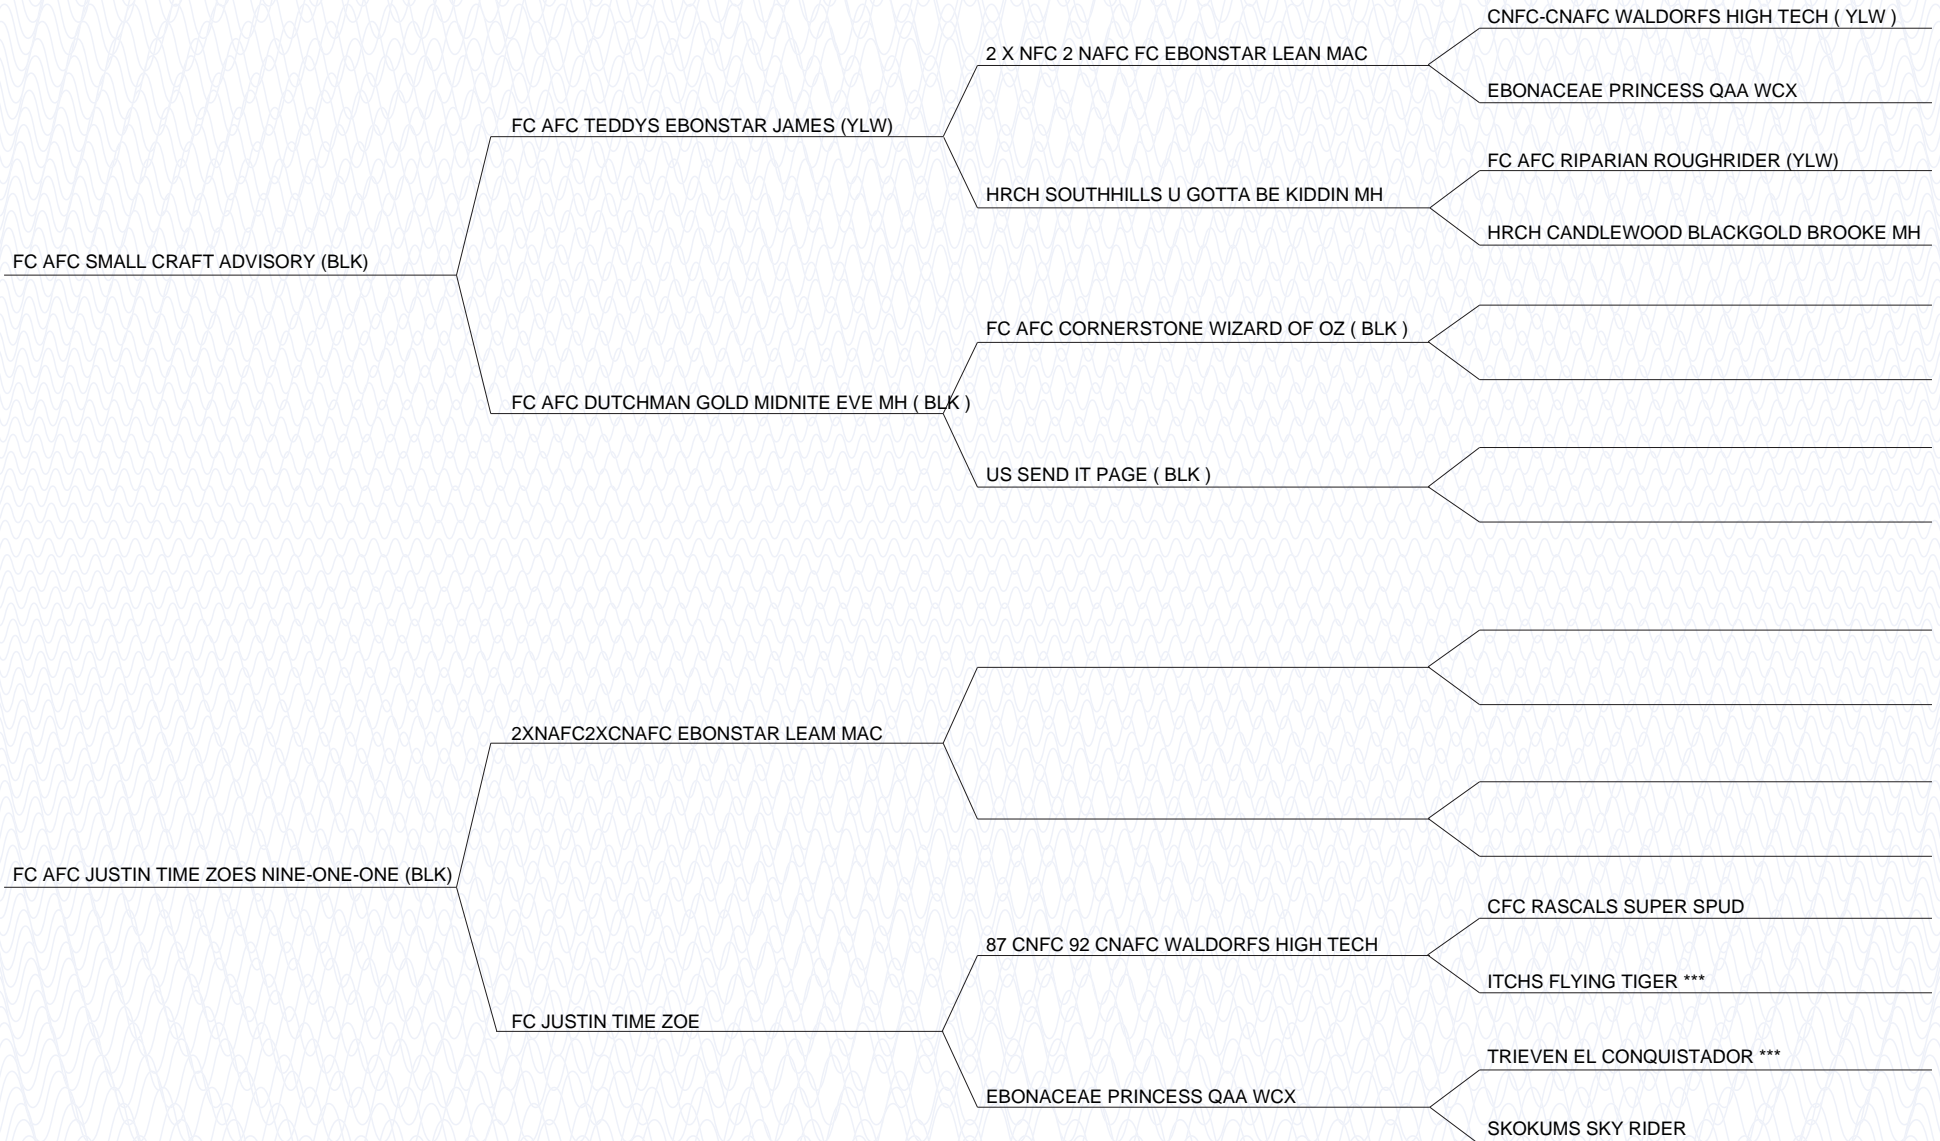 CNFC-CNAFC WALDORFS HIGH TECH ( YLW )
2 X NFC 2 NAFC FC EBONSTAR LEAN MAC
EBONACEAE PRINCESS QAA WCX
FC AFC TEDDYS EBONSTAR JAMES (YLW)
FC AFC RIPARIAN ROUGHRIDER (YLW)
HRCH SOUTHHILLS U GOTTA BE KIDDIN MH
HRCH CANDLEWOOD BLACKGOLD BROOKE MH
FC AFC SMALL CRAFT ADVISORY (BLK)
FC AFC CORNERSTONE WIZARD OF OZ ( BLK )
FC AFC DUTCHMAN GOLD MIDNITE EVE MH ( BLK )
US SEND IT PAGE ( BLK )
2XNAFC2XCNAFC EBONSTAR LEAM MAC
FC AFC JUSTIN TIME ZOES NINE-ONE-ONE (BLK)
CFC RASCALS SUPER SPUD
87 CNFC 92 CNAFC WALDORFS HIGH TECH
ITCHS FLYING TIGER ***
FC JUSTIN TIME ZOE
TRIEVEN EL CONQUISTADOR ***
EBONACEAE PRINCESS QAA WCX
SKOKUMS SKY RIDER